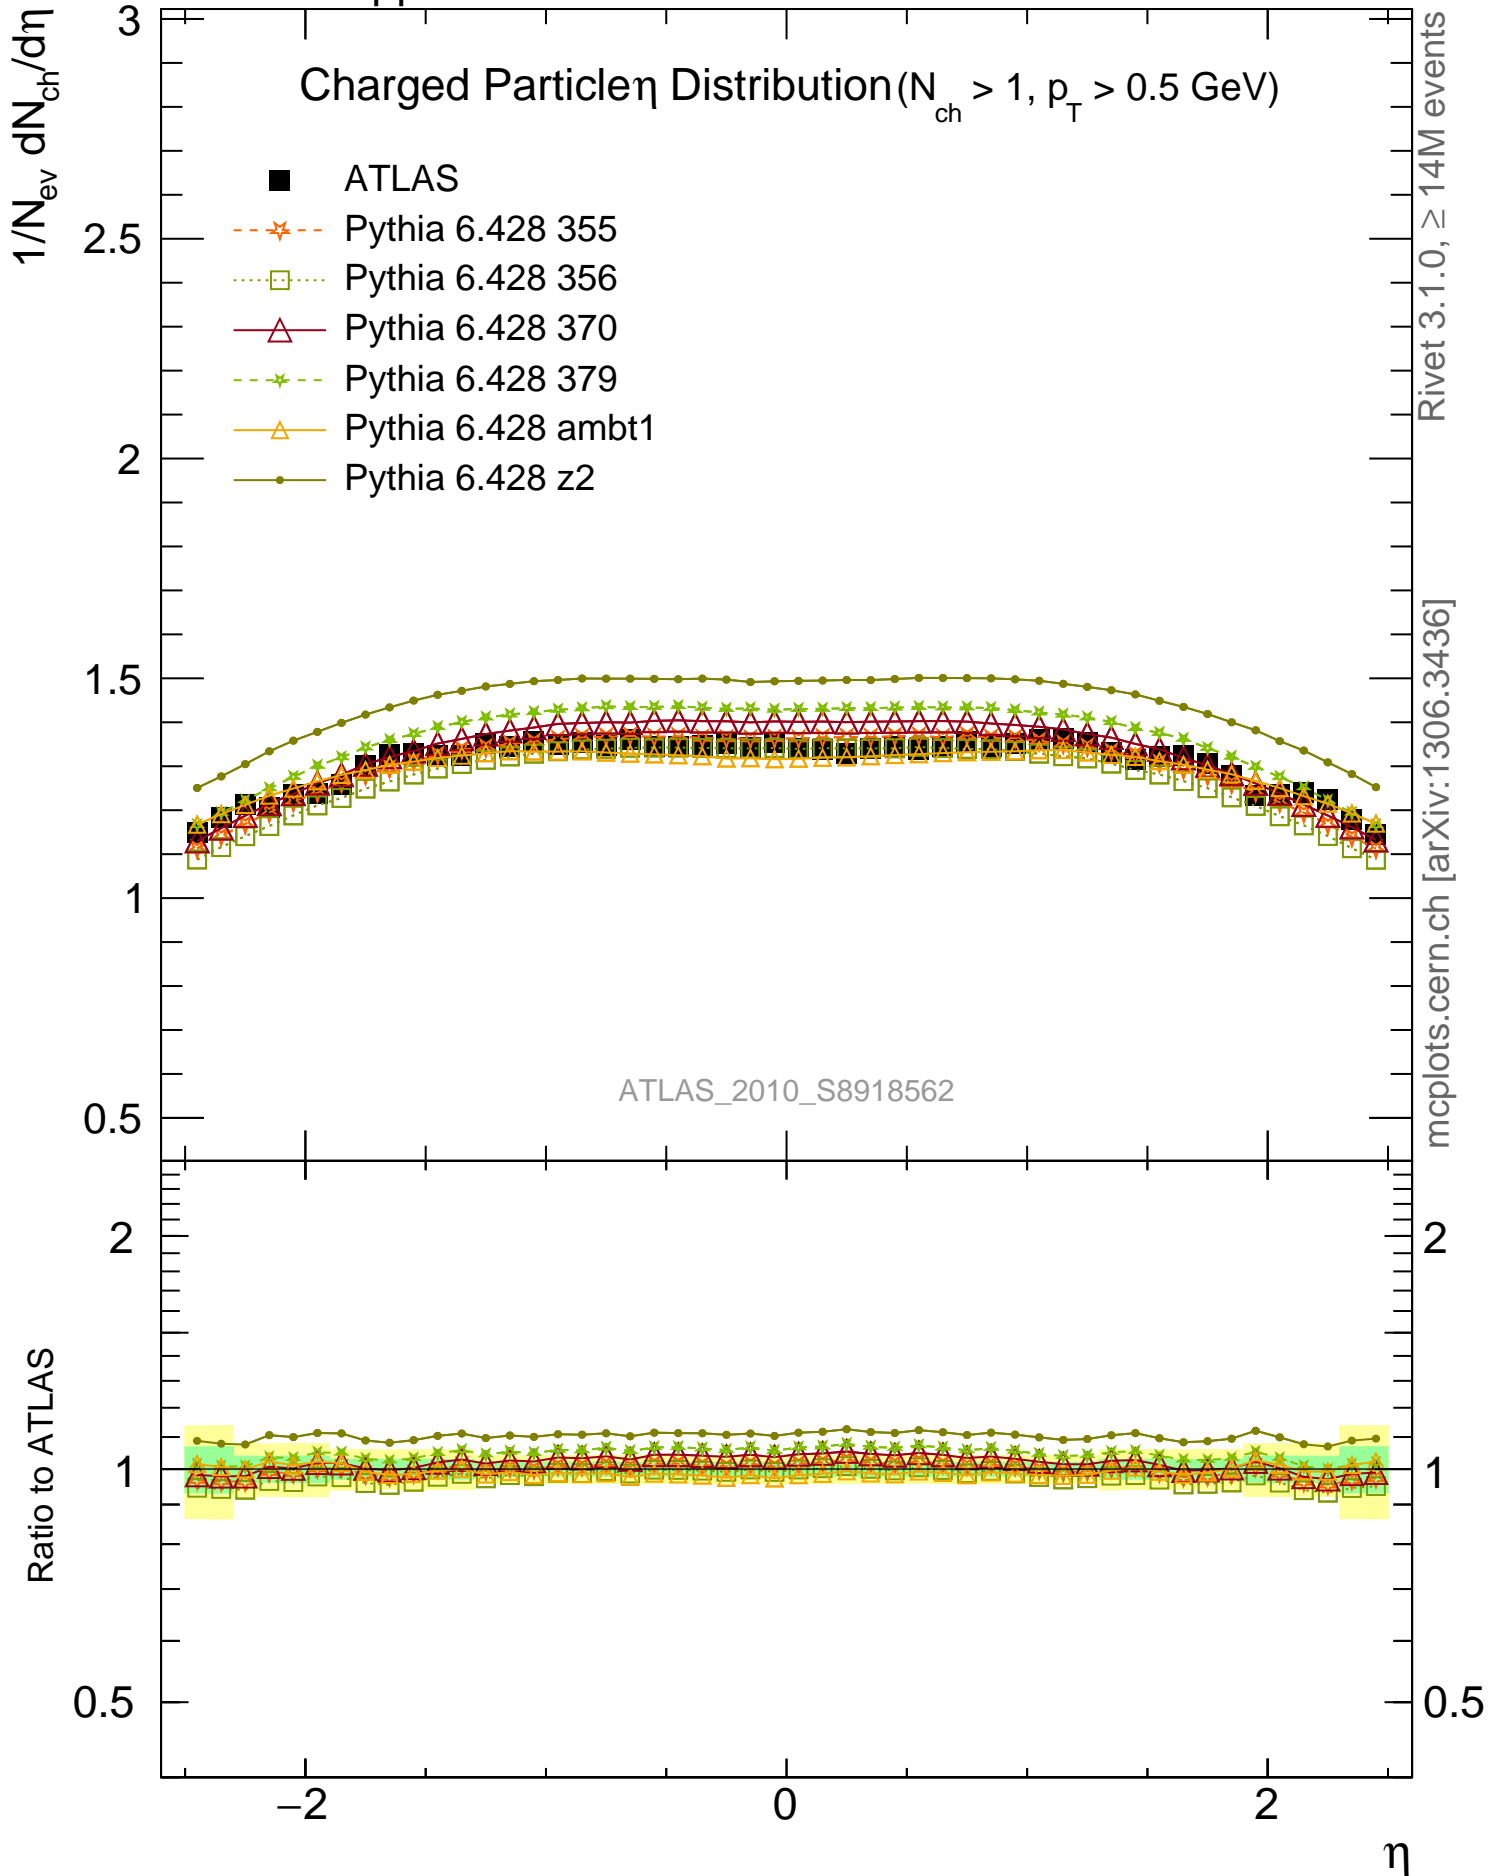 Charged Particleη Distribution (N_ch > 1, p_T > 0.5 GeV)
1/N_ev dN_ch/dη
3
2.5
2
1.5
1
0.5
ATLAS
Pythia 6.428 355
Pythia 6.428 356
Pythia 6.428 370
Pythia 6.428 379
Pythia 6.428 ambt1
Pythia 6.428 z2
ATLAS_2010_S8918562
Rivet 3.1.0, ≥ 14M events
mcplots.cern.ch [arXiv:1306.3436]
Ratio to ATLAS
2
1
0.5
2
1
0.5
−2
0
2
η